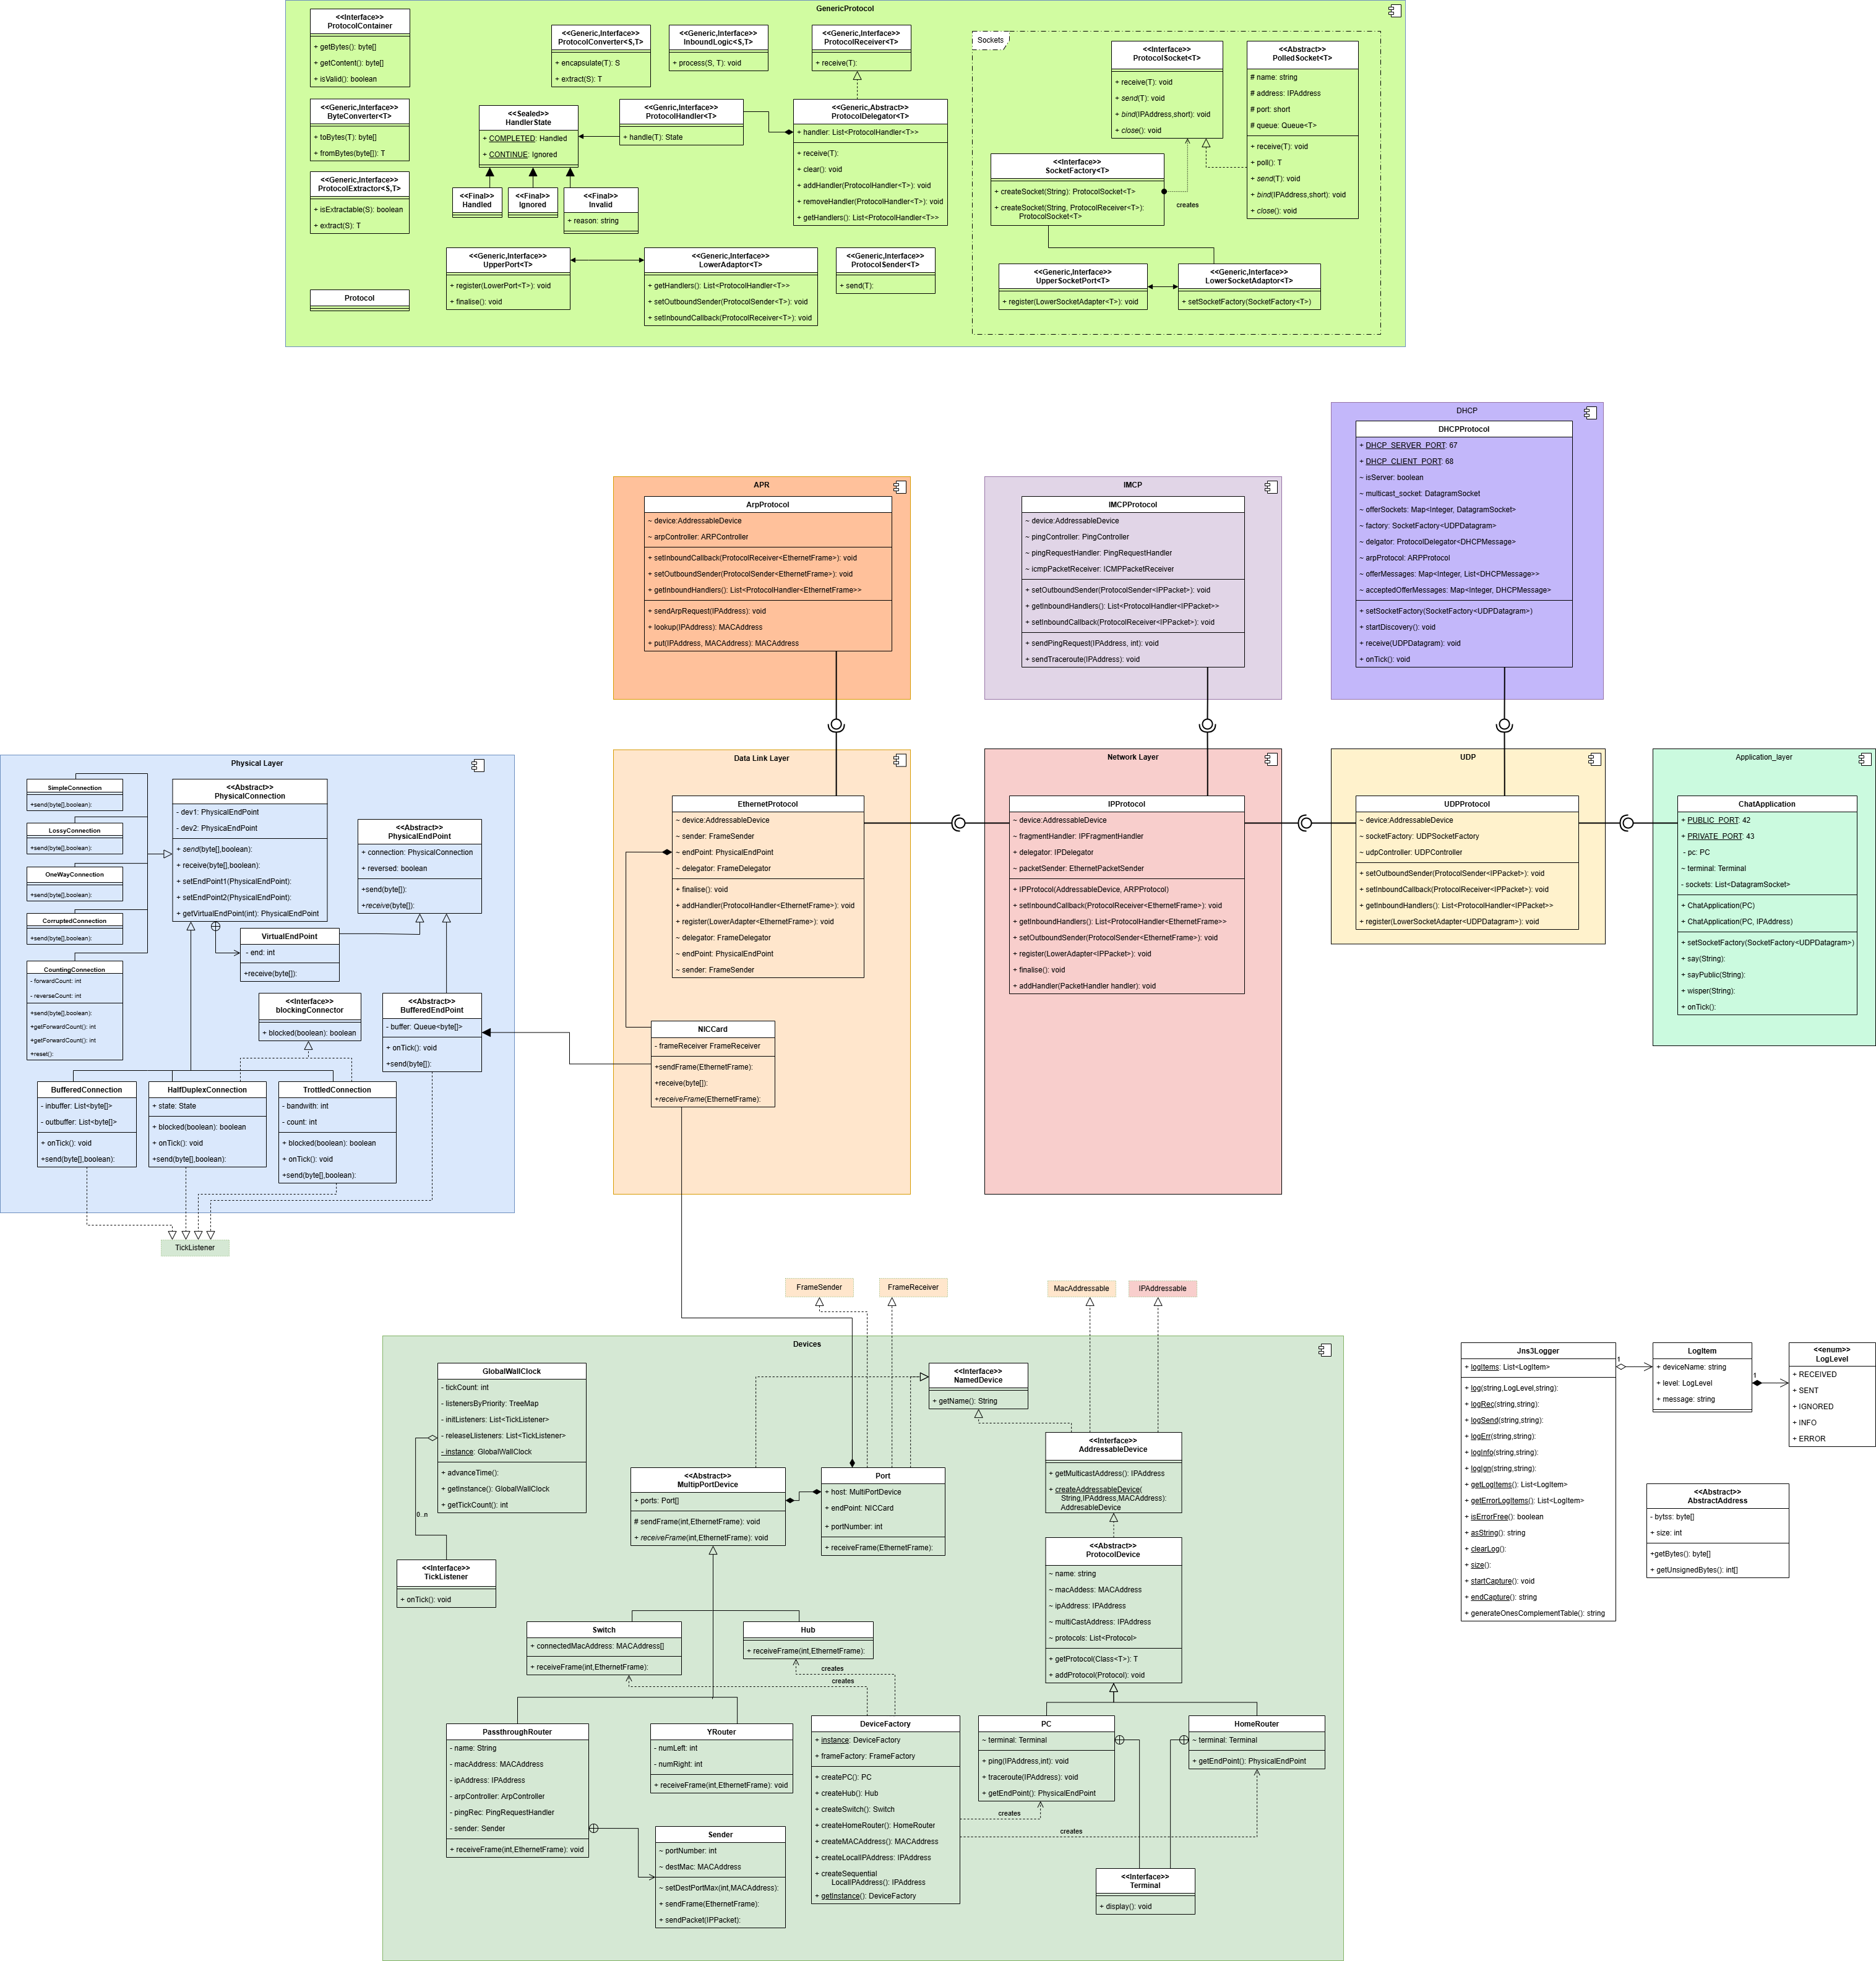 GenericProtocol
<<Interface>>
ProtocolContainer
+ getBytes(): byte[]
+ getContent(): byte[]
+ isValid(): boolean
<<Generic,Interface>>
ByteConverter<T>
+ toBytes(T): byte[]
+ fromBytes(byte[]): T
<<Generic,Interface>>
ProtocolExtractor<S,T>
+ isExtractable(S): boolean
+ extract(S): T
Protocol
<<Generic,Interface>>
ProtocolConverter<S,T>
+ encapsulate(T): S
+ extract(S): T
<<Generic,Interface>>
InboundLogic<S,T>
+ process(S, T): void
<<Generic,Interface>>
ProtocolReceiver<T>
+ receive(T):
<<Sealed>>
HandlerState
+ COMPLETED: Handled
+ CONTINUE: Ignored
<<Genric,Interface>>
ProtocolHandler<T>
+ handle(T): State
<<Generic,Abstract>>
ProtocolDelegator<T>
+ handler: List<ProtocolHandler<T>>
+ receive(T):
+ clear(): void
+ addHandler(ProtocolHandler<T>): void
+ removeHandler(ProtocolHandler<T>): void
+ getHandlers(): List<ProtocolHandler<T>>
<<Final>>
Handled
<<Final>>
Ignored
<<Final>>
Invalid
+ reason: string
<<Generic,Interface>>
UpperPort<T>
+ register(LowerPort<T>): void
+ finalise(): void
<<Generic,Interface>>
LowerAdaptor<T>
+ getHandlers(): List<ProtocolHandler<T>>
+ setOutboundSender(ProtocolSender<T>): void
+ setInboundCallback(ProtocolReceiver<T>): void
<<Generic,Interface>>
ProtocolSender<T>
+ send(T):
Sockets
<<Interface>>
ProtocolSocket<T>
+ receive(T): void
+ send(T): void
+ bind(IPAddress,short): void
+ close(): void
<<Abstract>>
PolledSocket<T>
# name: string
# address: IPAddress
# port: short
# queue: Queue<T>
+ receive(T): void
+ poll(): T
+ send(T): void
+ bind(IPAddress,short): void
+ close(): void
<<Interface>>
SocketFactory<T>
+ createSocket(String): ProtocolSocket<T>
+ createSocket(String, ProtocolReceiver<T>):
ProtocolSocket<T>
creates
<<Generic,Interface>>
UpperSocketPort<T>
+ register(LowerSocketAdapter<T>): void
<<Generic,Interface>>
LowerSocketAdaptor<T>
+ setSocketFactory(SocketFactory<T>)
APR
ArpProtocol
~ device:AddressableDevice
~ arpController: ARPController
+ setInboundCallback(ProtocolReceiver<EthernetFrame>): void
+ setOutboundSender(ProtocolSender<EthernetFrame>): void
+ getInboundHandlers(): List<ProtocolHandler<EthernetFrame>>
+ sendArpRequest(IPAddress): void
+ lookup(IPAddress): MACAddress
+ put(IPAddress, MACAddress): MACAddress
IMCP
IMCPProtocol
~ device:AddressableDevice
~ pingController: PingController
~ pingRequestHandler: PingRequestHandler
~ icmpPacketReceiver: ICMPPacketReceiver
+ setOutboundSender(ProtocolSender<IPPacket>): void
+ getInboundHandlers(): List<ProtocolHandler<IPPacket>>
+ setInboundCallback(ProtocolReceiver<IPPacket>): void
+ sendPingRequest(IPAddress, int): void
+ sendTraceroute(IPAddress): void
DHCP
DHCPProtocol
+ DHCP_SERVER_PORT: 67
+ DHCP_CLIENT_PORT: 68
~ isServer: boolean
~ multicast_socket: DatagramSocket
~ offerSockets: Map<Integer, DatagramSocket>
~ factory: SocketFactory<UDPDatagram>
~ delgator: ProtocolDelegator<DHCPMessage>
~ arpProtocol: ARPProtocol
~ offerMessages: Map<Integer, List<DHCPMessage>>
~ acceptedOfferMessages: Map<Integer, DHCPMessage>
+ setSocketFactory(SocketFactory<UDPDatagram>)
+ startDiscovery(): void
+ receive(UDPDatagram): void
+ onTick(): void
Physical Layer
SimpleConnection
+send(byte[],boolean):
LossyConnection
+send(byte[],boolean):
OneWayConnection
+send(byte[],boolean):
CorruptedConnection
+send(byte[],boolean):
CountingConnection
- forwardCount: int
- reverseCount: int
+send(byte[],boolean):
+getForwardCount(): int
+getForwardCount(): int
+reset():
<<Abstract>>
PhysicalConnection
- dev1: PhysicalEndPoint
- dev2: PhysicalEndPoint
+ send(byte[],boolean):
+ receive(byte[],boolean):
+ setEndPoint1(PhysicalEndPoint):
+ setEndPoint2(PhysicalEndPoint):
+ getVirtualEndPoint(int): PhysicalEndPoint
<<Abstract>>
PhysicalEndPoint
+ connection: PhysicalConnection
+ reversed: boolean
+send(byte[]):
+receive(byte[]):
VirtualEndPoint
- end: int
+receive(byte[]):
<<Interface>>
blockingConnector
+ blocked(boolean): boolean
<<Abstract>>
BufferedEndPoint
- buffer: Queue<byte[]>
+ onTick(): void
+send(byte[]):
BufferedConnection
- inbuffer: List<byte[]>
- outbuffer: List<byte[]>
+ onTick(): void
+send(byte[],boolean):
HalfDuplexConnection
+ state: State
+ blocked(boolean): boolean
+ onTick(): void
+send(byte[],boolean):
TrottledConnection
- bandwith: int
- count: int
+ blocked(boolean): boolean
+ onTick(): void
+send(byte[],boolean):
TickListener
Data Link Layer
EthernetProtocol
~ device:AddressableDevice
~ sender: FrameSender
~ endPoint: PhysicalEndPoint
~ delegator: FrameDelegator
+ finalise(): void
+ addHandler(ProtocolHandler<EthernetFrame>): void
+ register(LowerAdapter<EthernetFrame>): void
~ delegator: FrameDelegator
~ endPoint: PhysicalEndPoint
~ sender: FrameSender
NICCard
- frameReceiver FrameReceiver
+sendFrame(EthernetFrame):
+receive(byte[]):
+receiveFrame(EthernetFrame):
Network Layer
IPProtocol
~ device:AddressableDevice
~ fragmentHandler: IPFragmentHandler
+ delegator: IPDelegator
~ packetSender: EthernetPacketSender
+ IPProtocol(AddressableDevice, ARPProtocol)
+ setInboundCallback(ProtocolReceiver<EthernetFrame>): void
+ getInboundHandlers(): List<ProtocolHandler<EthernetFrame>>
+ setOutboundSender(ProtocolSender<EthernetFrame>): void
+ register(LowerAdapter<IPPacket>): void
+ finalise(): void
+ addHandler(PacketHandler handler): void
UDP
UDPProtocol
~ device:AddressableDevice
~ socketFactory: UDPSocketFactory
~ udpController: UDPController
+ setOutboundSender(ProtocolSender<IPPacket>): void
+ setInboundCallback(ProtocolReceiver<IPPacket>): void
+ getInboundHandlers(): List<ProtocolHandler<IPPacket>>
+ register(LowerSocketAdapter<UDPDatagram>): void
Application_layer
ChatApplication
+ PUBLIC_PORT: 42
+ PRIVATE_PORT: 43
- pc: PC
~ terminal: Terminal
- sockets: List<DatagramSocket>
+ ChatApplication(PC)
+ ChatApplication(PC, IPAddress)
+ setSocketFactory(SocketFactory<UDPDatagram>)
+ say(String):
+ sayPublic(String):
+ wisper(String):
+ onTick():
FrameSender
FrameReceiver
MacAddressable
IPAddressable
Devices
GlobalWallClock
- tickCount: int
- listenersByPriority: TreeMap
- initListeners: List<TickListener>
- releaseLlisteners: List<TickListener>
- instance: GlobalWallClock
+ advanceTime():
+ getInstance(): GlobalWallClock
+ getTickCount(): int
0..n
<<Interface>>
TickListener
+ onTick(): void
<<Interface>>
NamedDevice
+ getName(): String
<<Abstract>>
MultipPortDevice
+ ports: Port[]
# sendFrame(int,EthernetFrame): void
+ receiveFrame(int,EthernetFrame): void
Port
+ host: MultiPortDevice
+ endPoint: NICCard
+ portNumber: int
+ receiveFrame(EthernetFrame):
<<Interface>>
AddressableDevice
+ getMulticastAddress(): IPAddress
+ createAddressableDevice(
String,IPAddress,MACAddress):
AddresableDevice
<<Abstract>>
ProtocolDevice
~ name: string
~ macAddess: MACAddress
~ ipAddress: IPAddress
~ multiCastAddress: IPAddress
~ protocols: List<Protocol>
+ getProtocol(Class<T>): T
+ addProtocol(Protocol): void
Switch
+ connectedMacAddress: MACAddress[]
+ receiveFrame(int,EthernetFrame):
Hub
+ receiveFrame(int,EthernetFrame):
creates
creates
PassthroughRouter
- name: String
- macAddress: MACAddress
- ipAddress: IPAddress
- arpController: ArpController
- pingRec: PingRequestHandler
- sender: Sender
+ receiveFrame(int,EthernetFrame): void
YRouter
- numLeft: int
- numRight: int
+ receiveFrame(int,EthernetFrame): void
Sender
~ portNumber: int
~ destMac: MACAddress
~ setDestPortMax(int,MACAddress):
+ sendFrame(EthernetFrame):
+ sendPacket(IPPacket):
DeviceFactory
+ instance: DeviceFactory
+ frameFactory: FrameFactory
+ createPC(): PC
+ createHub(): Hub
+ createSwitch(): Switch
+ createHomeRouter(): HomeRouter
+ createMACAddress(): MACAddress
+ createLocalIPAddress: IPAddress
+ createSequential
LocalIPAddress(): IPAddress
+ getInstance(): DeviceFactory
PC
~ terminal: Terminal
+ ping(IPAddress,int): void
+ traceroute(IPAddress): void
+ getEndPoint(): PhysicalEndPoint
HomeRouter
~ terminal: Terminal
+ getEndPoint(): PhysicalEndPoint
creates
creates
<<Interface>>
Terminal
+ display(): void
Jns3Logger
+ logItems: List<LogItem>
+ log(string,LogLevel,string):
+ logRec(string,string):
+ logSend(string,string):
+ logErr(string,string):
+ logInfo(string,string):
+ logIgn(string,string):
+ getLogItems(): List<LogItem>
+ getErrorLogItems(): List<LogItem>
+ isErrorFree(): boolean
+ asString(): string
+ clearLog():
+ size():
+ startCapture(): void
+ endCapture(): string
+ generateOnesComplementTable(): string
1
LogItem
+ deviceName: string
+ level: LogLevel
+ message: string
1
<<enum>>
LogLevel
+ RECEIVED
+ SENT
+ IGNORED
+ INFO
+ ERROR
<<Abstract>>
AbstractAddress
- bytss: byte[]
+ size: int
+getBytes(): byte[]
+ getUnsignedBytes(): int[]